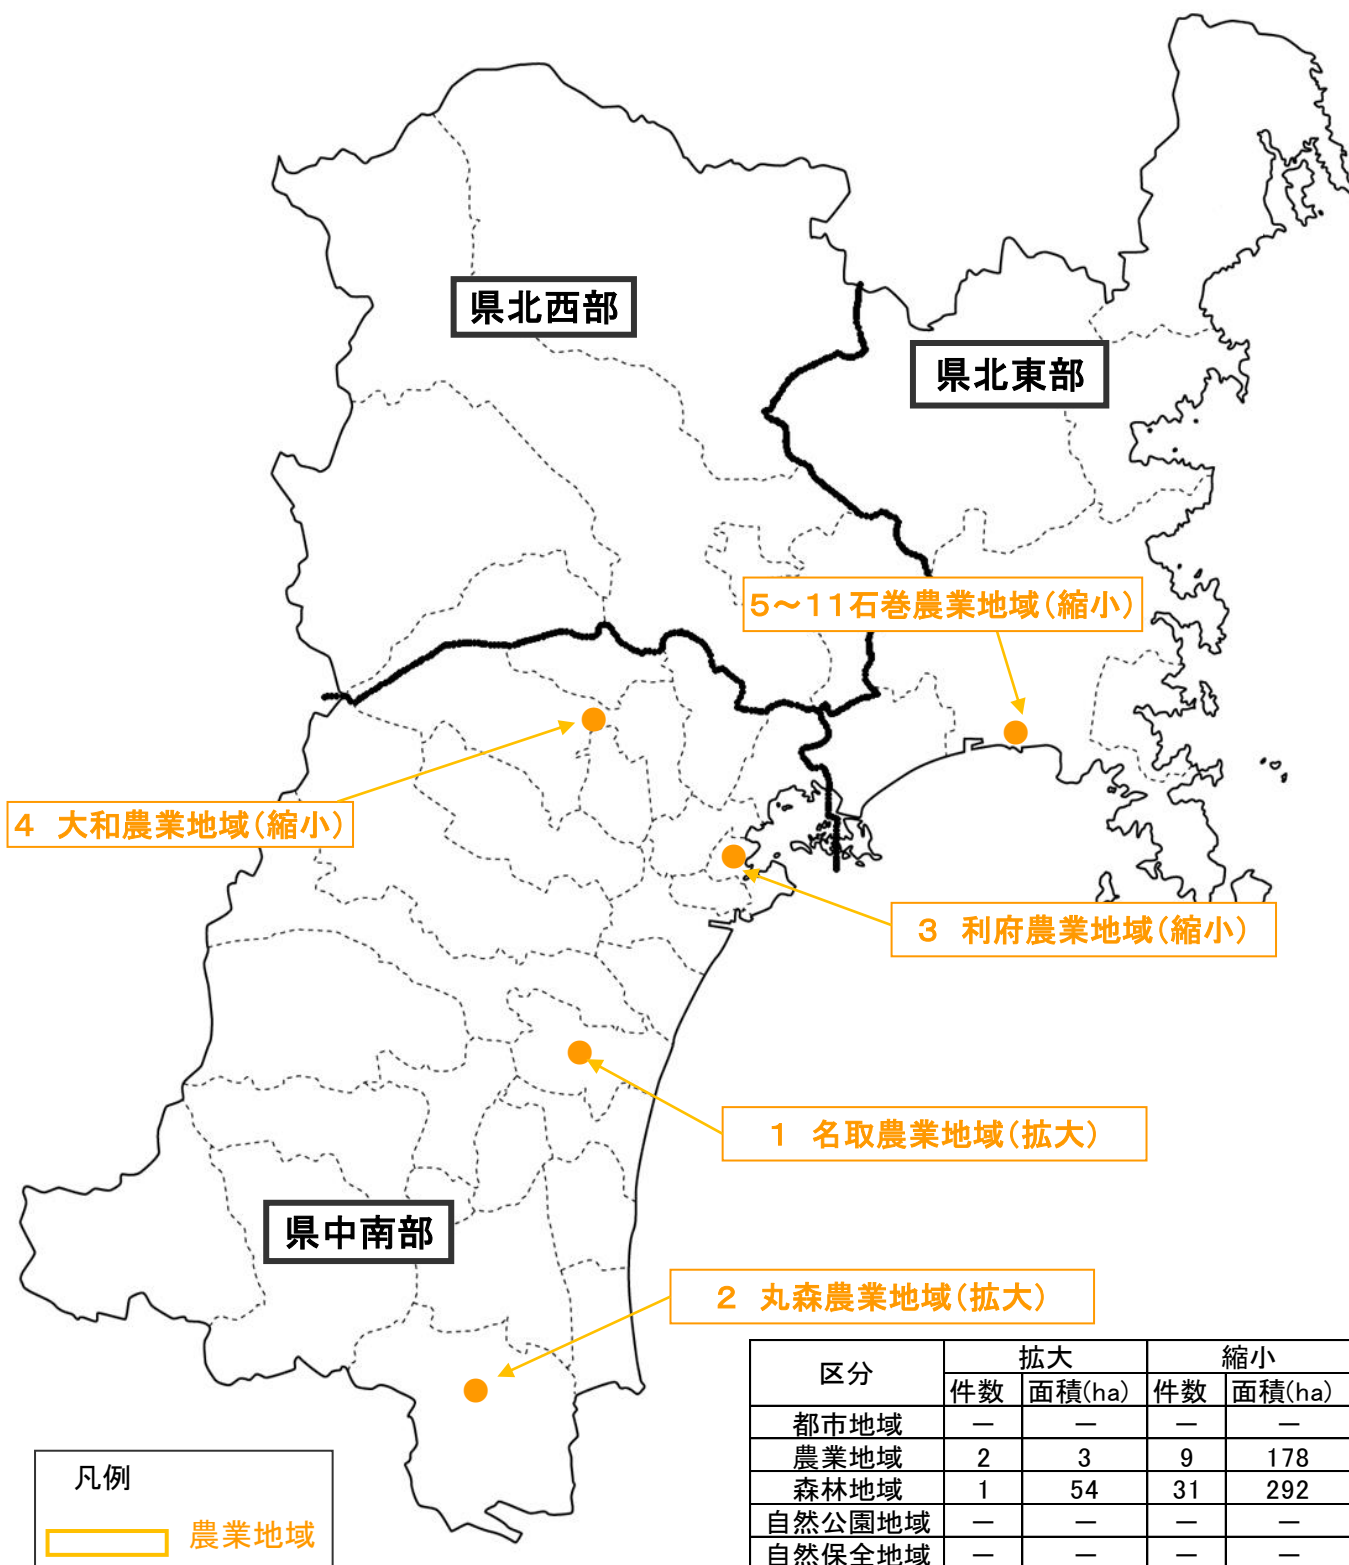 県北西部
県北東部
5～11石巻農業地域(縮小)
4　大和農業地域(縮小)
3　利府農業地域(縮小)
1　名取農業地域(拡大)
県中南部
2　丸森農業地域(拡大)
区分 拡大 縮小
件数 面積(ha) 件数 面積(ha)
都市地域 － － － －
農業地域 2 3 9 178
森林地域 1 54 31 292
自然公園地域 － － － －
自然保全地域 － － － －
凡例
農業地域